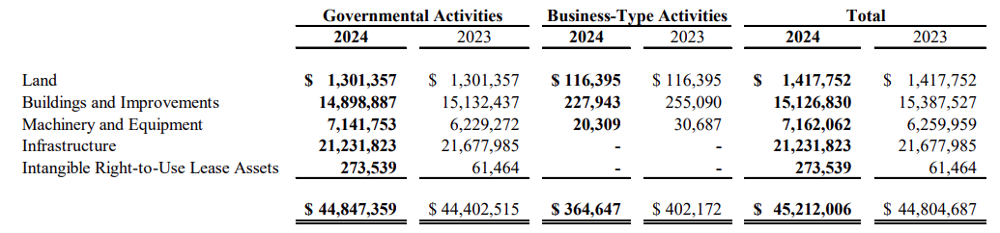 Governmental Activities Business-Type Activities Total
2024 2023 2024 2023 2024 2023
Land $ 1,301,357 $ 1,301,357 $ 116,395 $ 116,395 $ 1,417,752 $ 1,417,752
Buildings and Improvements 14,898,887 15,132,437 227,943 255,090 15,126,830 15,387,527
Machinery and Equipment 7,141,753 6,229,272 20,309 30,687 7,162,062 6,259,959
Infrastructure 21,231,823 21,677,985 - - 21,231,823 21,677,985
Intangible Right-to-Use Lease Assets 273,539 61,464 - - 273,539 61,464
$ 44,847,359 $ 44,402,515 $ 364,647 $ 402,172 $ 45,212,006 $ 44,804,687